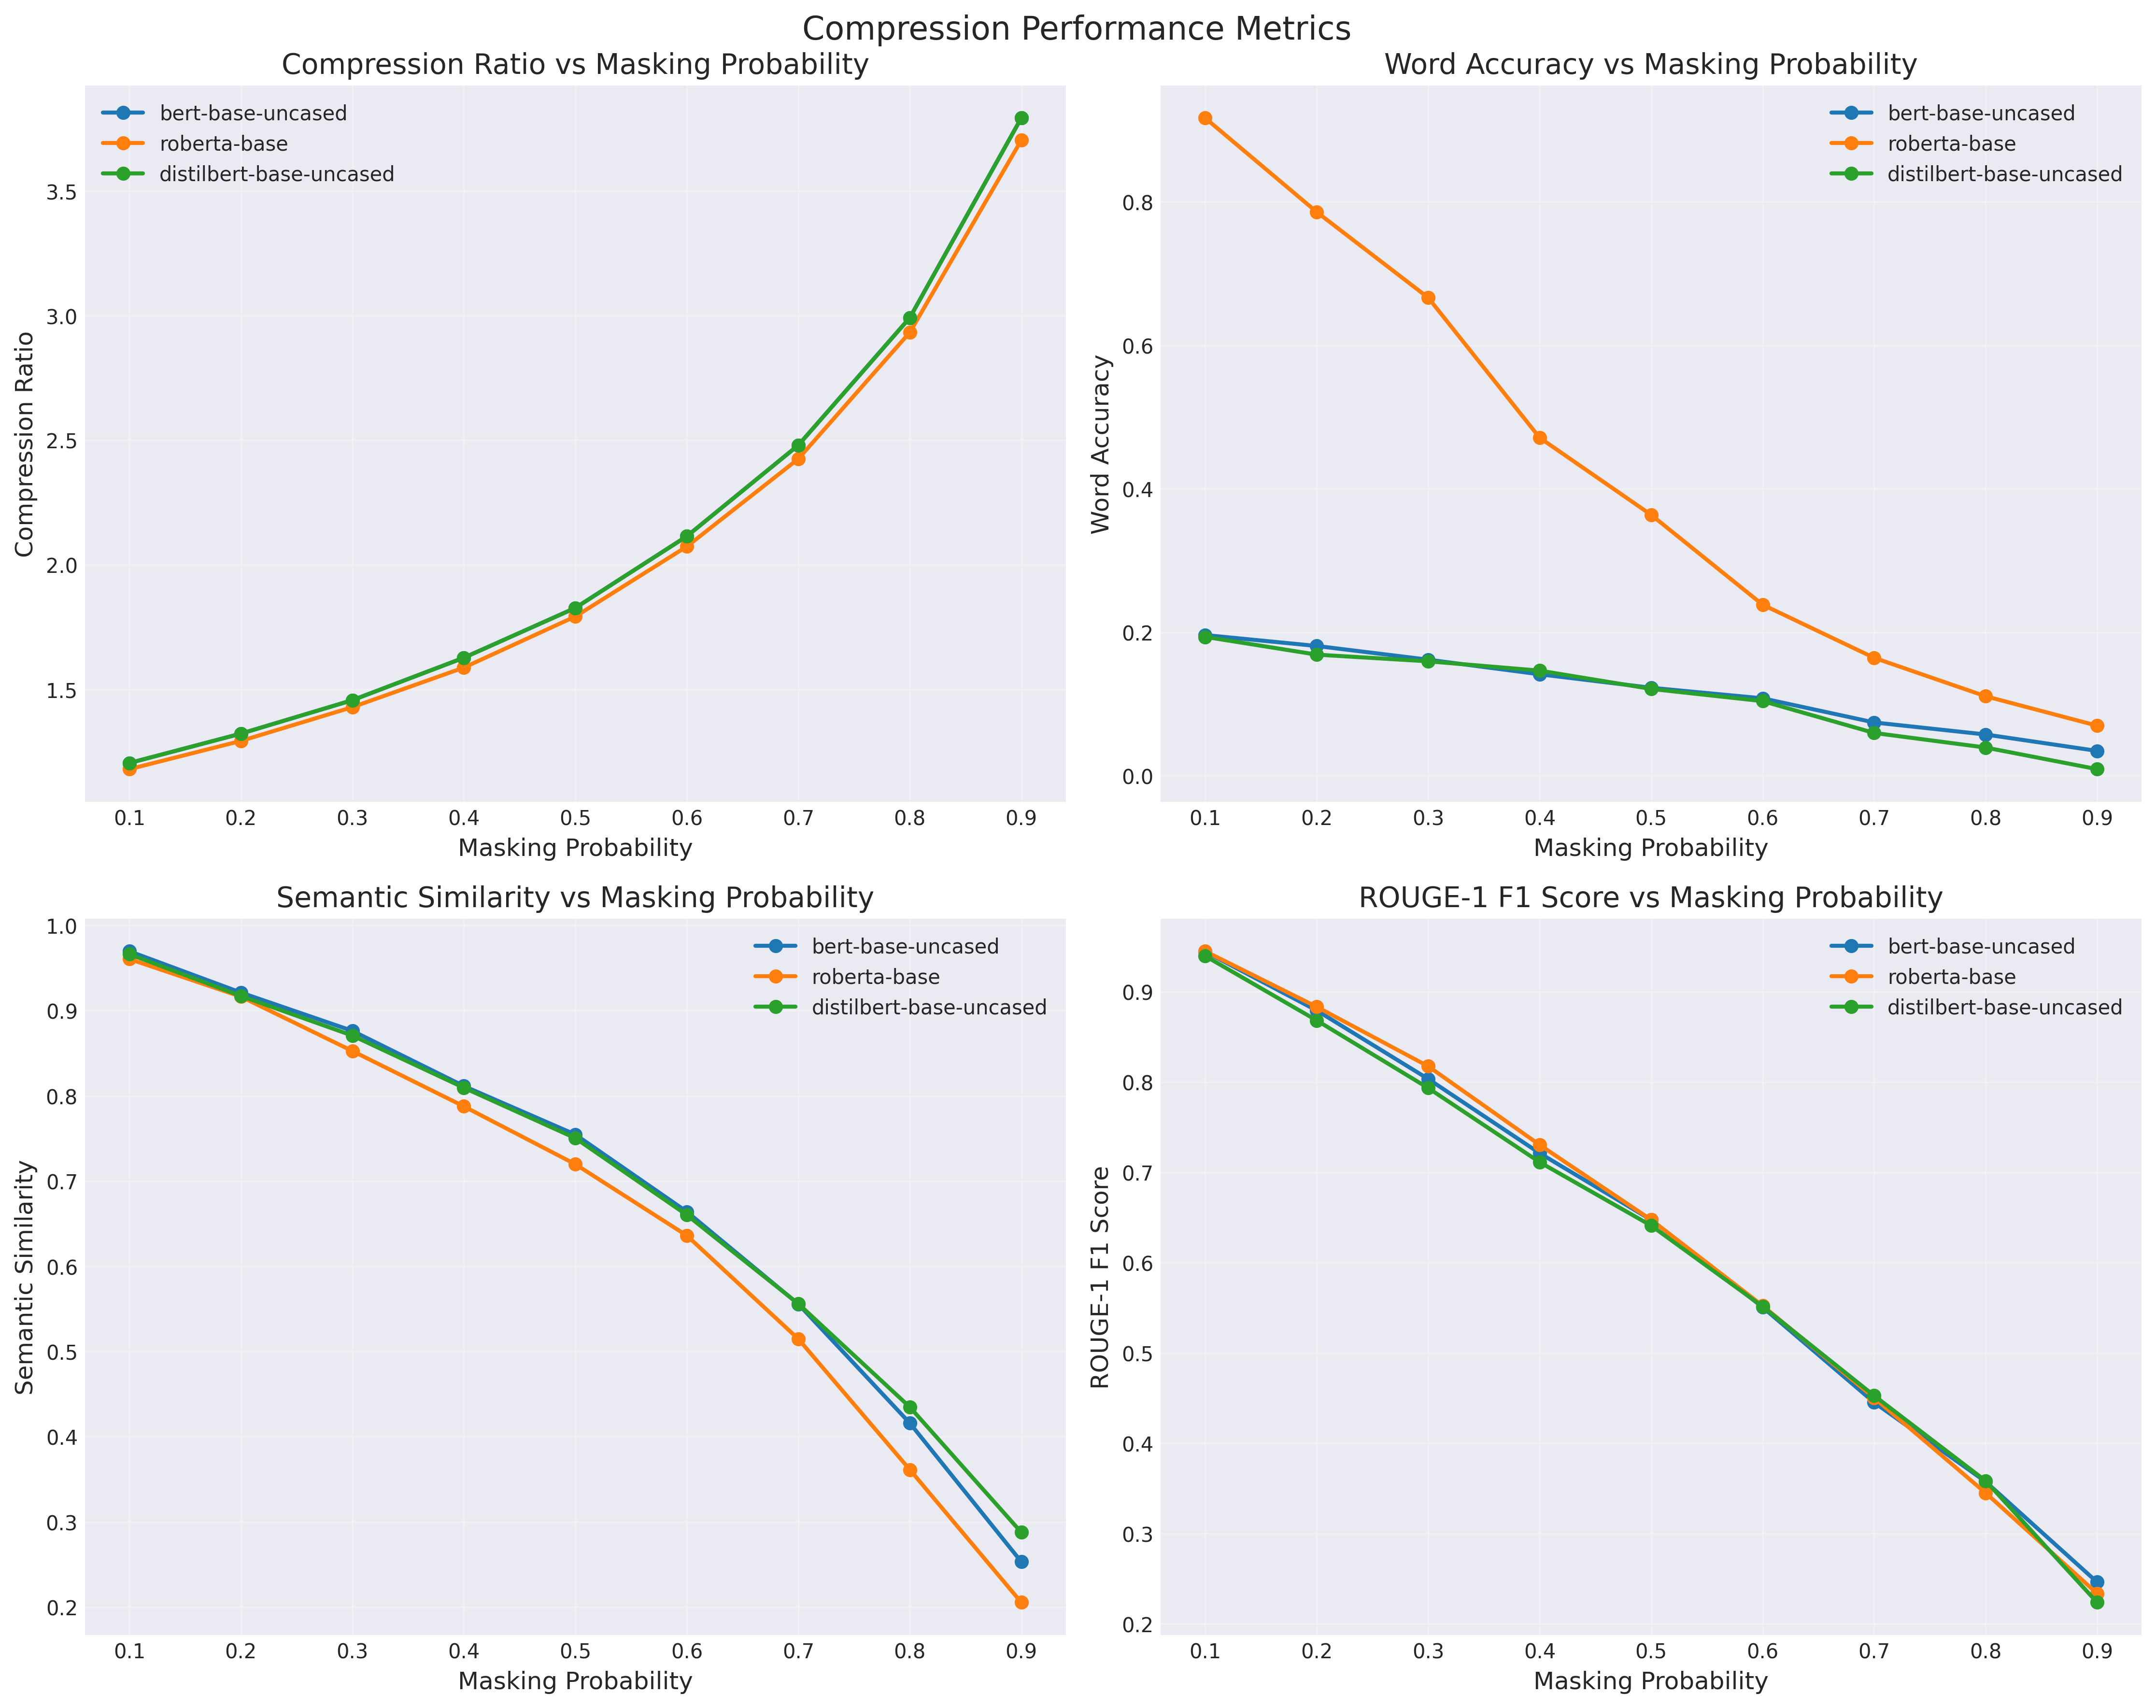 Compression Performance Metrics
Compression Ratio vs Masking Probability
bert-base-uncased
roberta-base
distilbert-base-uncased
Compression Ratio
3.5
3.0
2.5
2.0
1.5
0.1 0.2 0.3 0.4 0.5 0.6 0.7 0.8 0.9
Masking Probability
Word Accuracy vs Masking Probability
bert-base-uncased
roberta-base
distilbert-base-uncased
Word Accuracy
0.8
0.6
0.4
0.2
0.0
0.1 0.2 0.3 0.4 0.5 0.6 0.7 0.8 0.9
Masking Probability
Semantic Similarity vs Masking Probability
bert-base-uncased
roberta-base
distilbert-base-uncased
Semantic Similarity
1.0
0.9
0.8
0.7
0.6
0.5
0.4
0.3
0.2
0.1 0.2 0.3 0.4 0.5 0.6 0.7 0.8 0.9
Masking Probability
ROUGE-1 F1 Score vs Masking Probability
bert-base-uncased
roberta-base
distilbert-base-uncased
ROUGE-1 F1 Score
0.9
0.8
0.7
0.6
0.5
0.4
0.3
0.2
0.1 0.2 0.3 0.4 0.5 0.6 0.7 0.8 0.9
Masking Probability